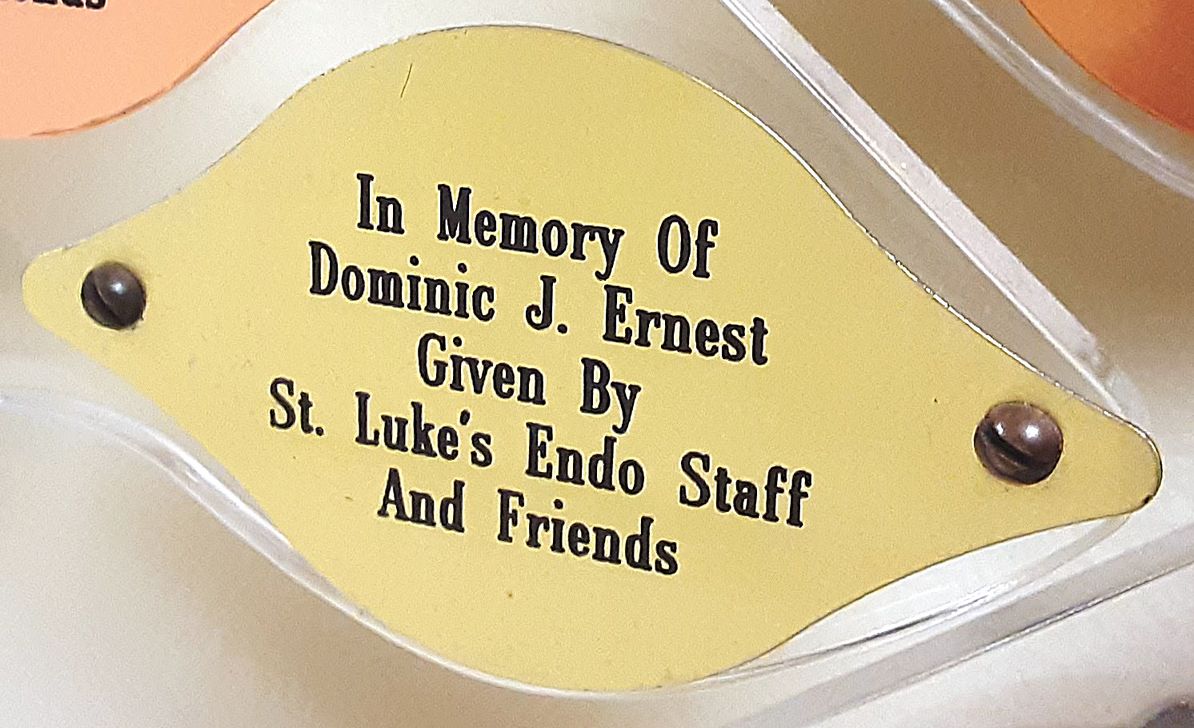 In Memory Of
Dominic J. Ernest
Given By
St. Luke's Endo Staff
And Friends